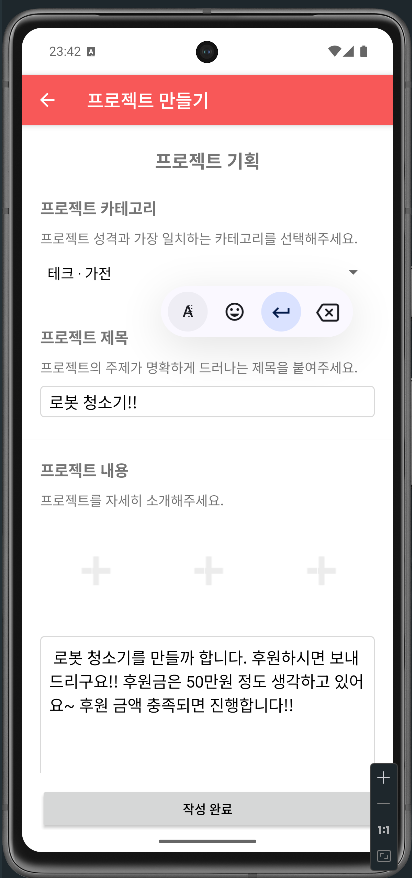 23:42 A
프로젝트 만들기
프로젝트 기획
프로젝트 카테고리
프로젝트 성격과 가장 일치하는 카테고리를 선택해주세요.
테크 · 가전
A
프로젝트 제목
프로젝트의 주제가 명확하게 드러나는 제목을 붙여주세요.
로봇 청소기!!
프로젝트 내용
프로젝트를 자세히 소개해주세요.
로봇 청소기를 만들까 합니다. 후원하시면 보내
드리구요!! 후원금은 50만원 정도 생각하고 있어
요~ 후원 금액 충족되면 진행합니다!!
작성 완료
1:1